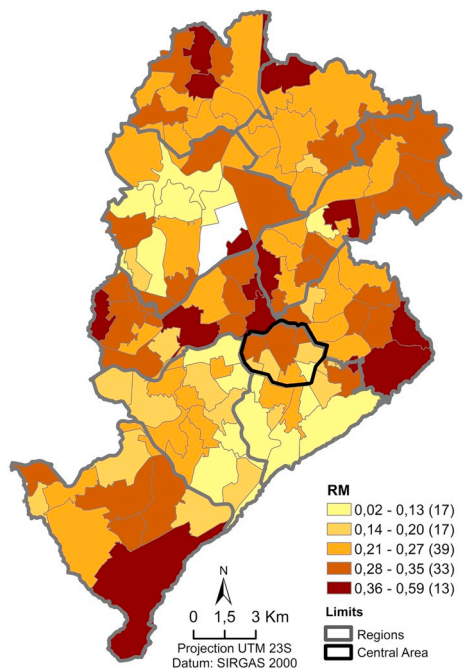 RM
0,02 - 0,13 (17)
0,14 - 0,20 (17)
0,21 - 0,27 (39)
0,28 - 0,35 (33)
0,36 - 0,59 (13)
Limits
Regions
Central Area
N
0 1,5 3 Km
Projection UTM 23S
Datum: SIRGAS 2000